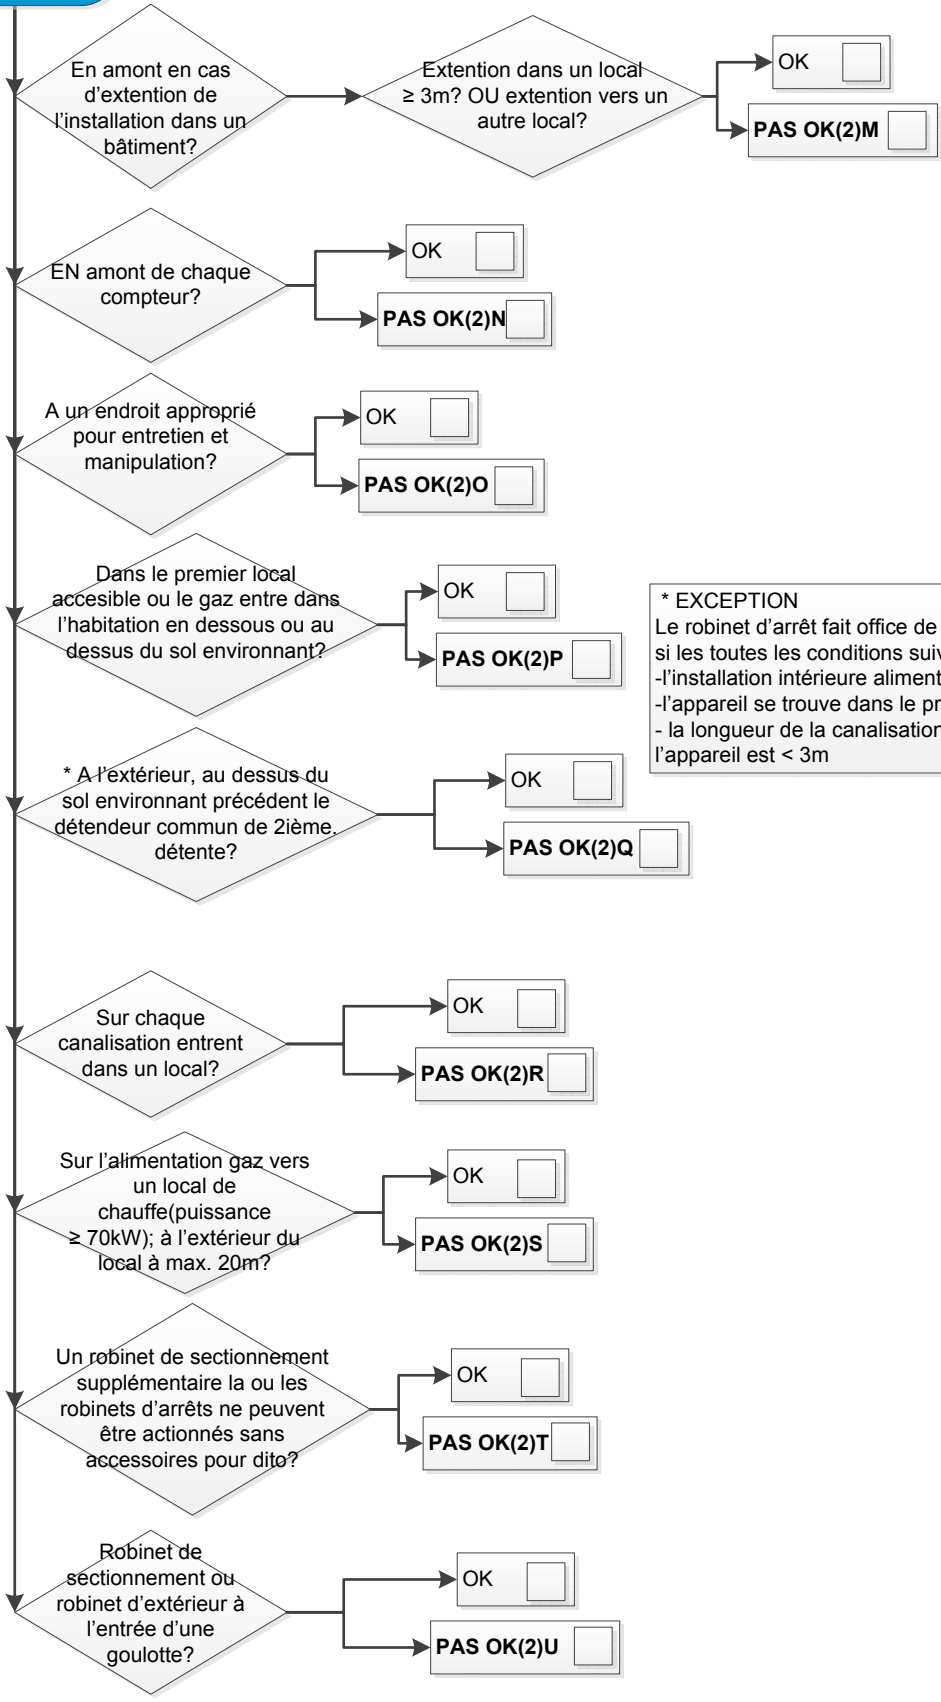 En amont en cas
d'extention de
l'installation dans un
bâtiment?
Extention dans un local
≥ 3m? OU extention vers un
autre local?
OK
PAS OK(2)M
EN amont de chaque
compteur?
OK
PAS OK(2)N
A un endroit approprié
pour entretien et
manipulation?
OK
PAS OK(2)O
Dans le premier local
accesible ou le gaz entre dans
l'habitation en dessous ou au
dessus du sol environnant?
OK
PAS OK(2)P
* EXCEPTION
Le robinet d'arrêt fait office de
si les toutes les conditions suiv
-l'installation intérieure aliment
-l'appareil se trouve dans le pr
- la longueur de la canalisation
l'appareil est < 3m
* A l'extérieur, au dessus du
sol environnant précédent le
détendeur commun de 2ième.
détente?
OK
PAS OK(2)Q
Sur chaque
canalisation entrent
dans un local?
OK
PAS OK(2)R
Sur l'alimentation gaz vers
un local de
chauffe(puissance
≥ 70kW); à l'extérieur du
local à max. 20m?
OK
PAS OK(2)S
Un robinet de sectionnement
supplémentaire la ou les
robinets d'arrêts ne peuvent
être actionnés sans
accessoires pour dito?
OK
PAS OK(2)T
Robinet de
sectionnement ou
robinet d'extérieur à
l'entrée d'une
goulotte?
OK
PAS OK(2)U